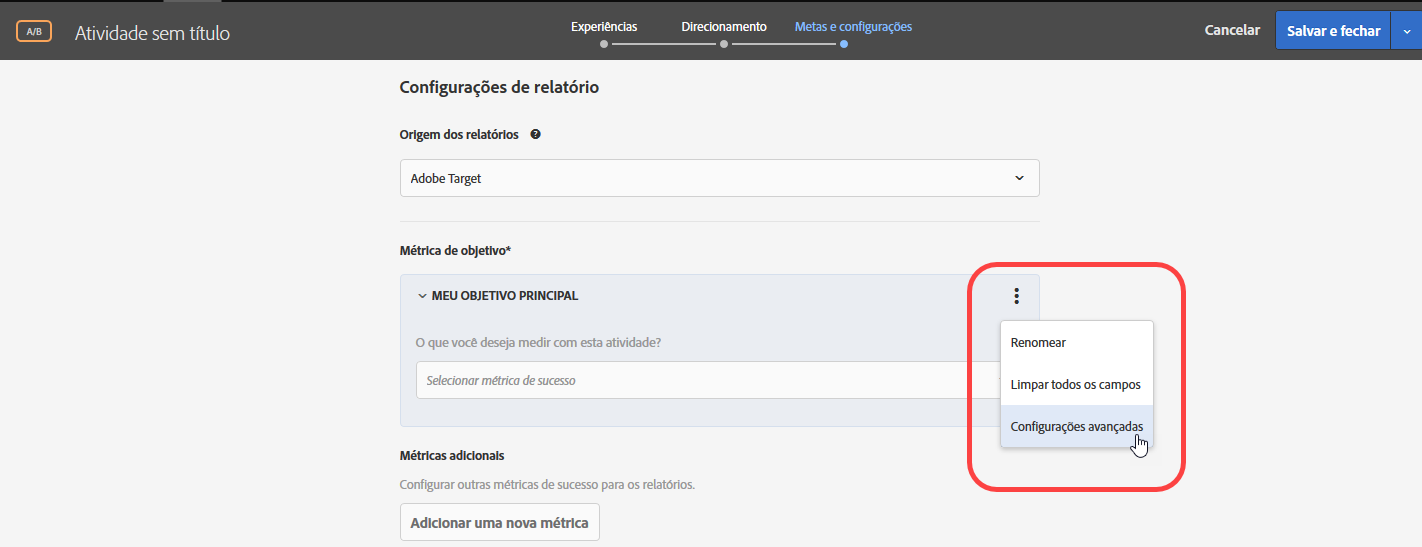 A/B
Atividade sem título
Experiências
Direcionamento
Metas e configurações
Cancelar
Salvar e fechar
Configurações de relatório
Origem dos relatórios
Adobe Target
Métrica de objetivo*
MEU OBJETIVO PRINCIPAL
O que você deseja medir com esta atividade?
Selecionar métrica de sucesso
Renomear
Limpar todos os campos
Configurações avançadas
Métricas adicionais
Configurar outras métricas de sucesso para os relatórios.
Adicionar uma nova métrica